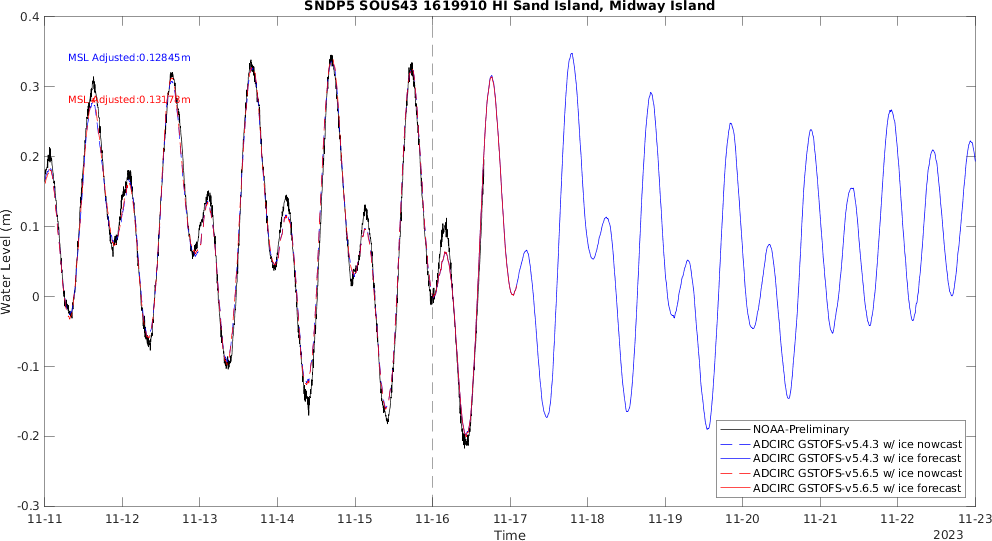 SNDP5 SOUS43 1619910 HI Sand Island, Midway Island
0.4
MSL Adjusted:0.12845m
0.3
MSL Adjusted:0.13178m
0.2
0.1
0
-0.1
-0.2
-0.3
Water Level (m)
NOAA-Preliminary
ADCIRC GSTOFS-v5.4.3 w/ ice nowcast
ADCIRC GSTOFS-v5.4.3 w/ ice forecast
ADCIRC GSTOFS-v5.6.5 w/ ice nowcast
ADCIRC GSTOFS-v5.6.5 w/ ice forecast
11-11 11-12 11-13 11-14 11-15 11-16 11-17 11-18 11-19 11-20 11-21 11-22 11-23
Time
2023